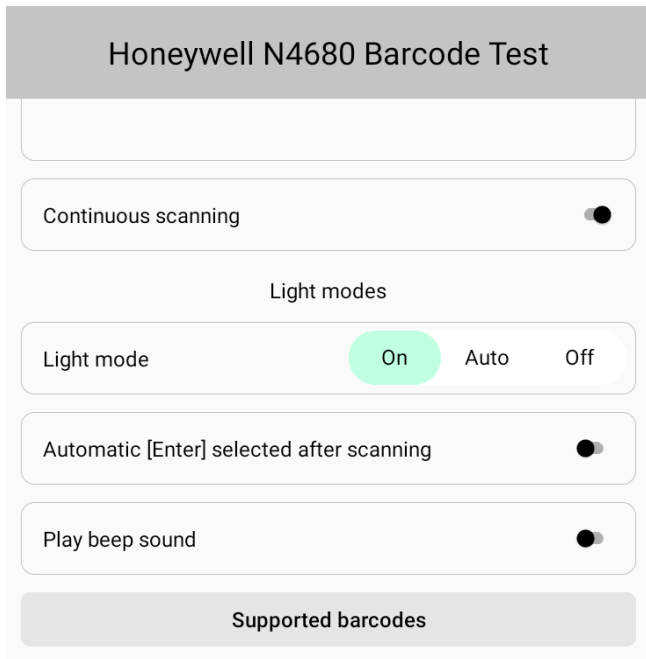 Honeywell N4680 Barcode Test
Continuous scanning
Light modes
Light mode On Auto Off
Automatic [Enter] selected after scanning
Play beep sound
Supported barcodes